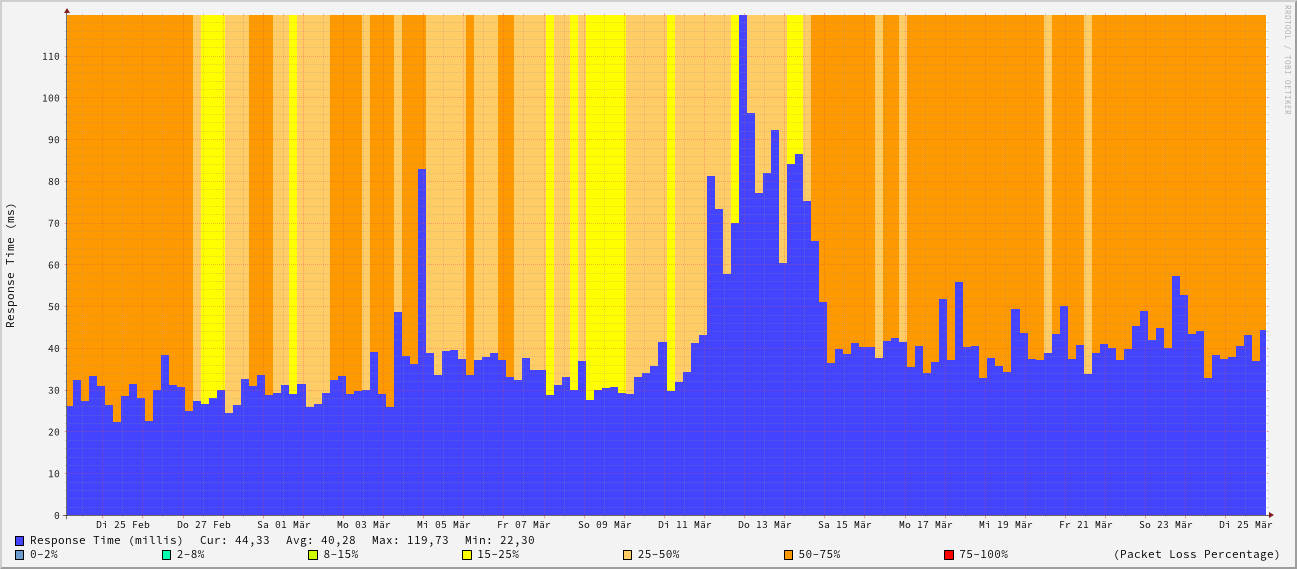 RRDTOOL / TOBI OETIKER
Response Time (ms)
110
100
90
80
70
60
50
40
30
20
10
0
Di 25 Feb Do 27 Feb Sa 01 Mär Mo 03 Mär Mi 05 Mär Fr 07 Mär So 09 Mär Di 11 Mär Do 13 Mär Sa 15 Mär Mo 17 Mär Mi 19 Mär Fr 21 Mär So 23 Mär Di 25 Mär
Response Time (millis) Cur: 44,33 Avg: 40,28 Max: 119,73 Min: 22,30
0-2% 2-8% 8-15% 15-25% 25-50% 50-75% 75-100% (Packet Loss Percentage)